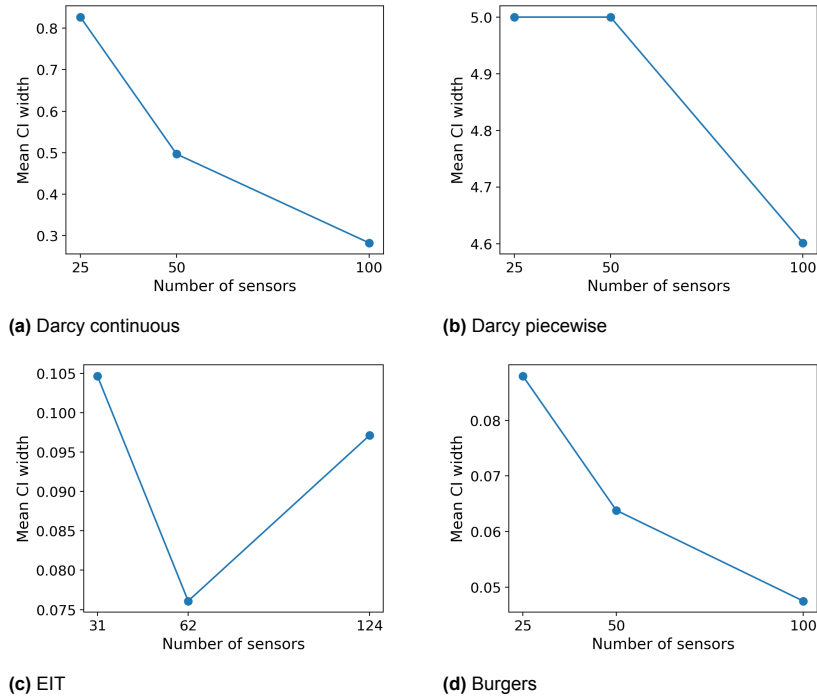 0.8
0.7
0.6
0.5
0.4
0.3
Mean CI width
25
50
100
Number of sensors
(a) Darcy continuous
5.0
4.9
4.8
4.7
4.6
Mean CI width
25
50
100
Number of sensors
(b) Darcy piecewise
0.105
0.100
0.095
0.090
0.085
0.080
0.075
Mean CI width
31
62
124
Number of sensors
(c) EIT
0.08
0.07
0.06
0.05
Mean CI width
25
50
100
Number of sensors
(d) Burgers